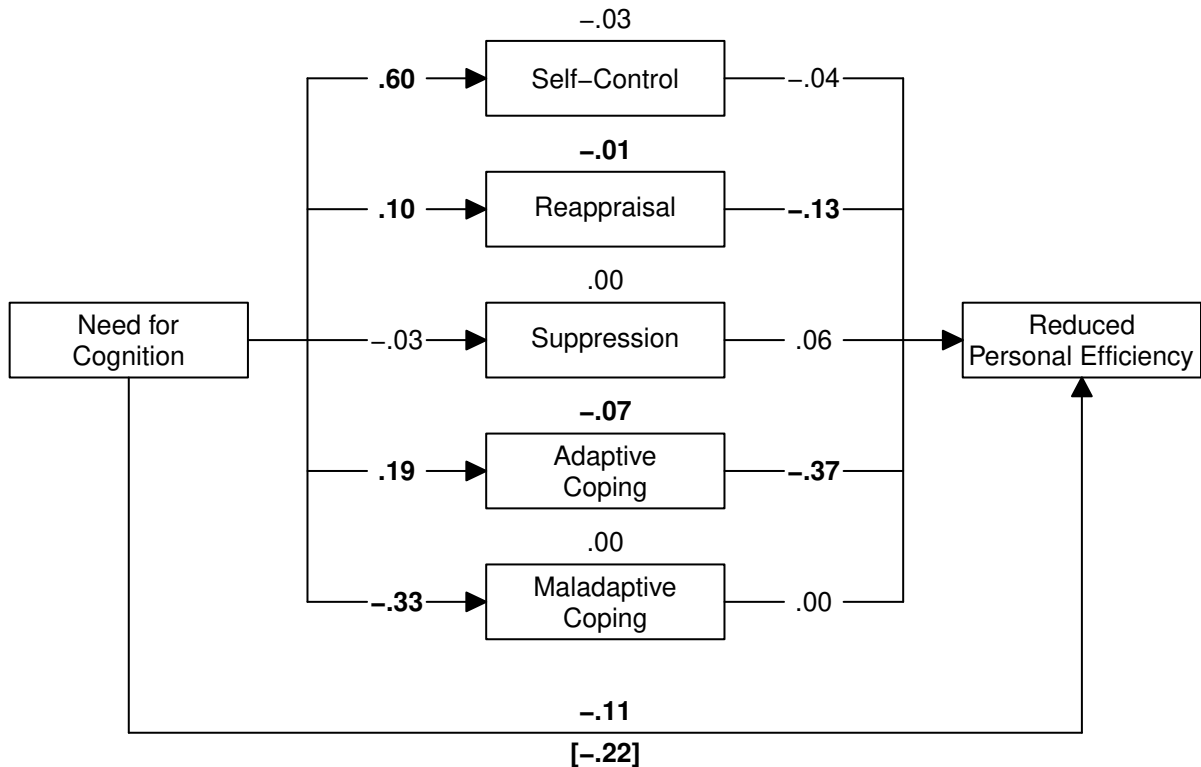 −.03
.60
Self−Control
−.04
−.01
.10
Reappraisal
−.13
.00
Need for
Cognition
−.03
Suppression
.06
Reduced
Personal Efficiency
−.07
.19
Adaptive
Coping
−.37
.00
−.33
Maladaptive
Coping
.00
−.11
[−.22]